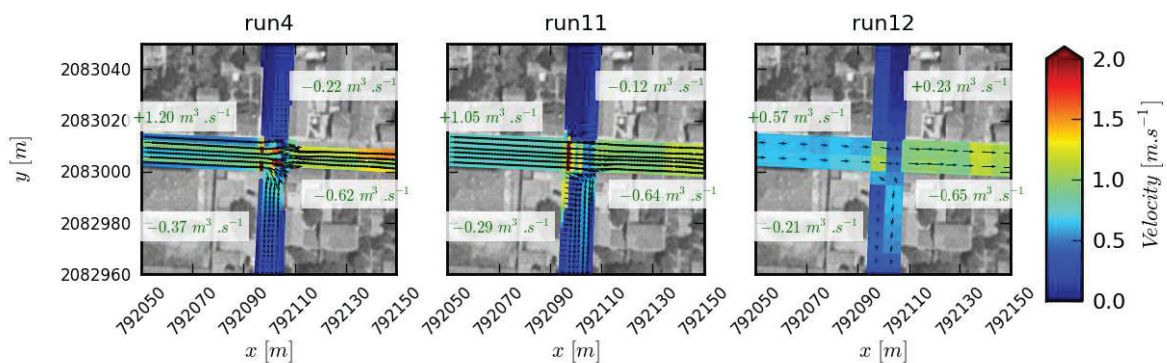 run4 run11 run12
2083040
2083020
2083000
2082980
2082960
y [m]
−0.22 m³ .s⁻¹
+1.20 m³ .s⁻¹
−0.62 m³ .s⁻¹
−0.37 m³ .s⁻¹
−0.12 m³ .s⁻¹
+1.05 m³ .s⁻¹
−0.64 m³ .s⁻¹
−0.29 m³ .s⁻¹
+0.23 m³ .s⁻¹
+0.57 m³ .s⁻¹
−0.65 m³ .s⁻¹
−0.21 m³ .s⁻¹
2.0
1.5
1.0
0.5
0.0
Velocity [m.s⁻¹]
792050 792070 792090 792110 792130 792150
792050 792070 792090 792110 792130 792150
792050 792070 792090 792110 792130 792150
x [m] x [m] x [m]